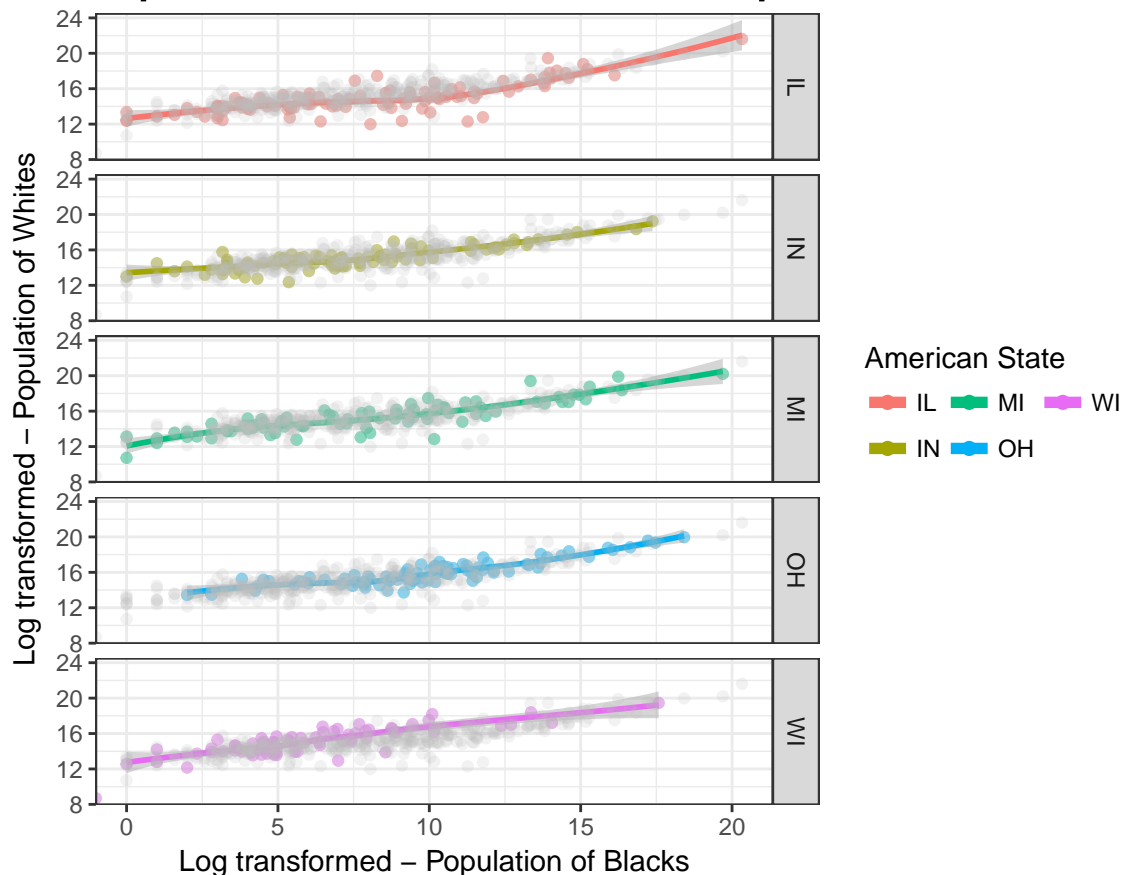 24
20
16
12
8
IL
24
20
16
12
8
IN
24
20
16
12
8
MI
24
20
16
12
8
OH
24
20
16
12
8
WI
0 5 10 15 20
Log transformed – Population of Blacks
Log transformed – Population of Whites
American State
IL MI WI
IN OH